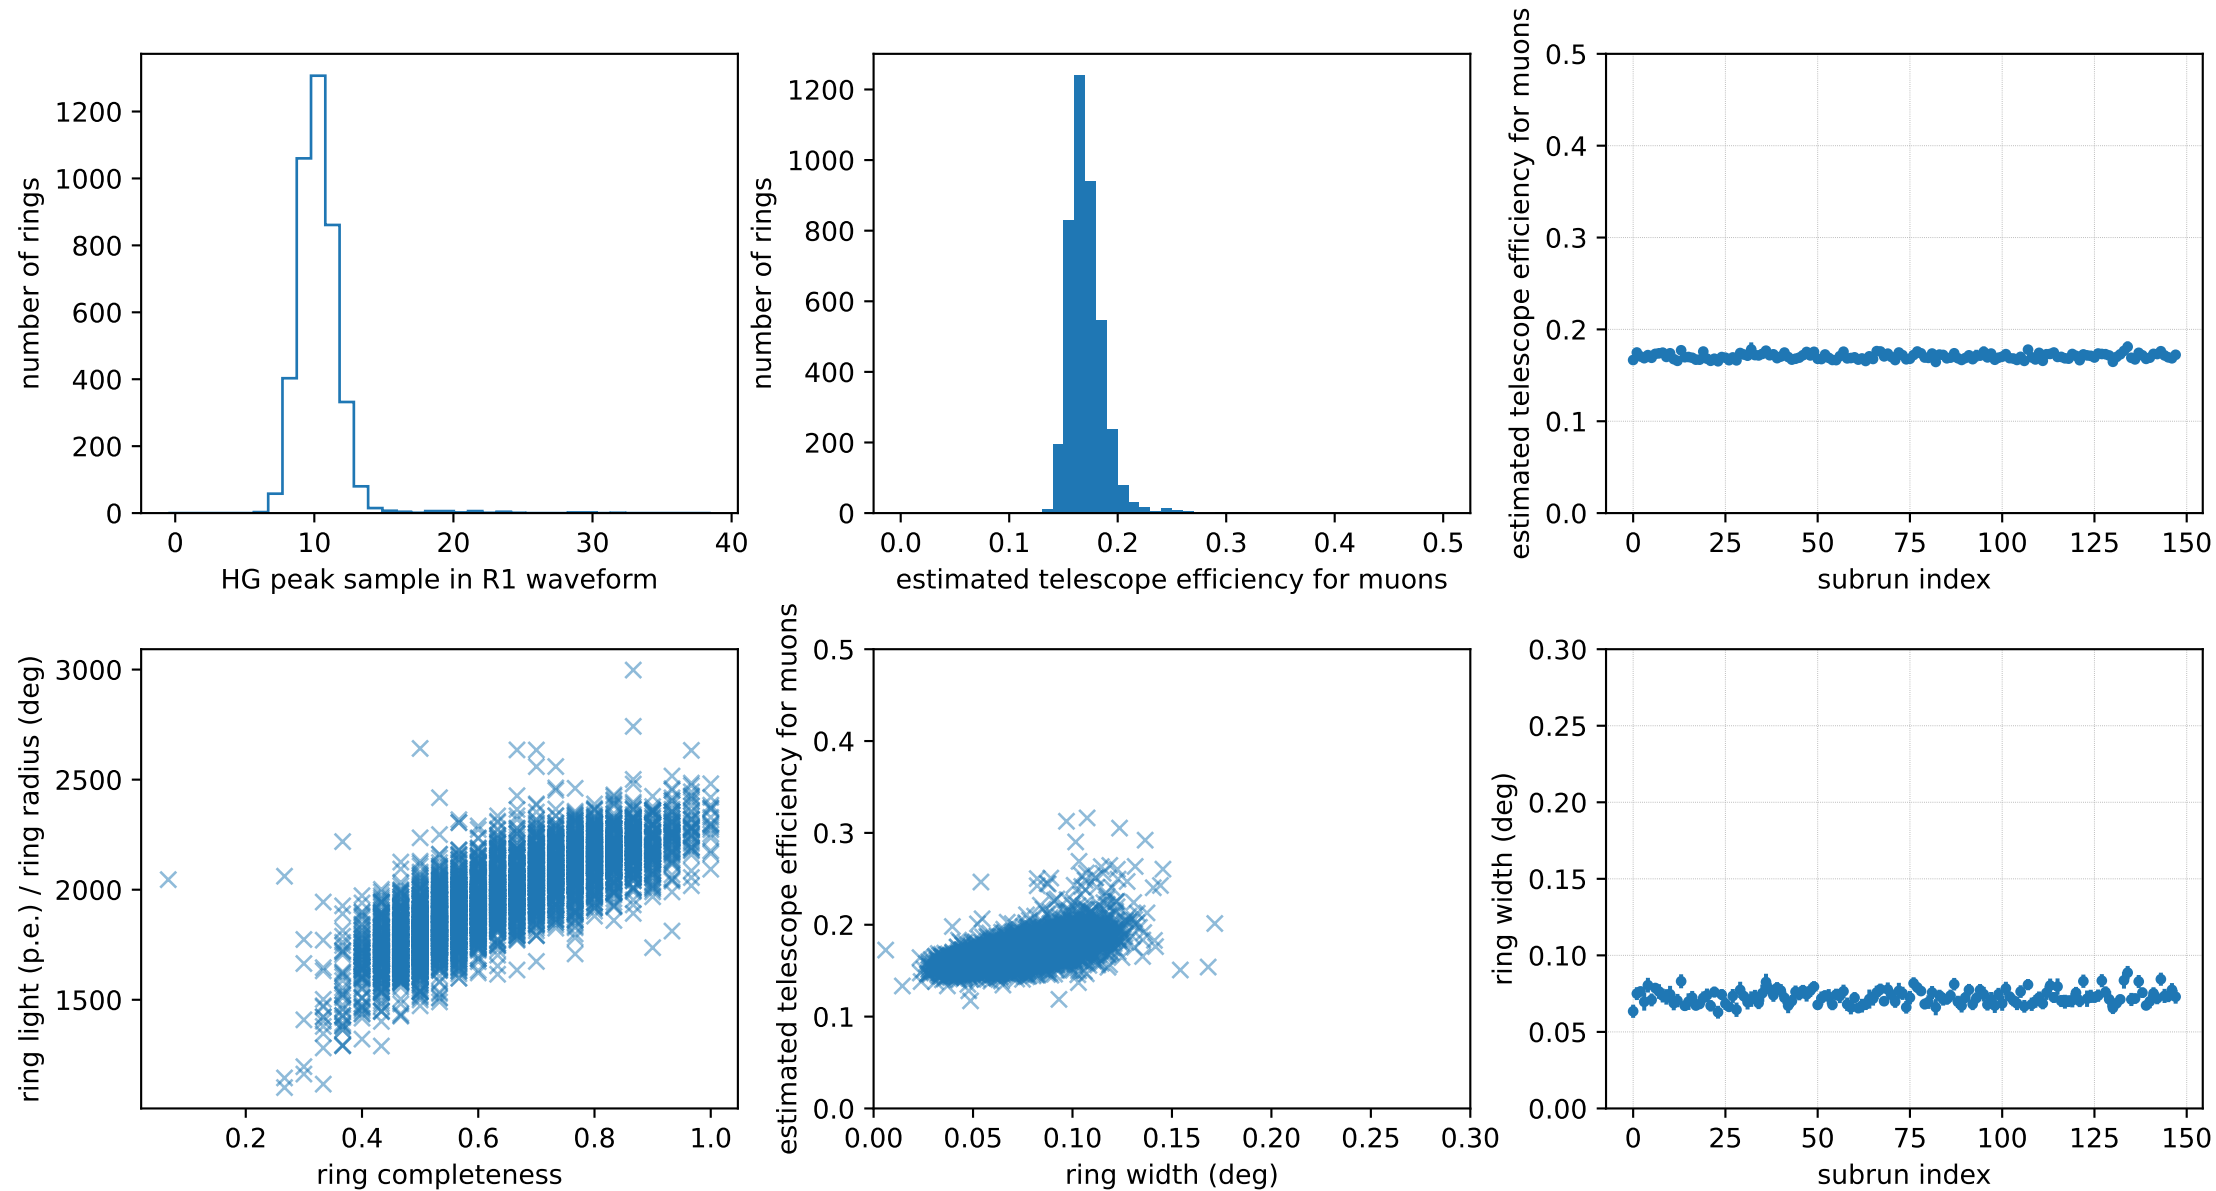 number of rings
1200
1000
800
600
400
200
0
0 10 20 30 40
HG peak sample in R1 waveform
number of rings
1200
1000
800
600
400
200
0
0.0 0.1 0.2 0.3 0.4 0.5
estimated telescope efficiency for muons
estimated telescope efficiency for muons
0.5
0.4
0.3
0.2
0.1
0.0
0 25 50 75 100 125 150
subrun index
ring light (p.e.) / ring radius (deg)
3000
2500
2000
1500
0.2 0.4 0.6 0.8 1.0
ring completeness
estimated telescope efficiency for muons
0.5
0.4
0.3
0.2
0.1
0.0
0.00 0.05 0.10 0.15 0.20 0.25 0.30
ring width (deg)
ring width (deg)
0.30
0.25
0.20
0.15
0.10
0.05
0.00
0 25 50 75 100 125 150
subrun index